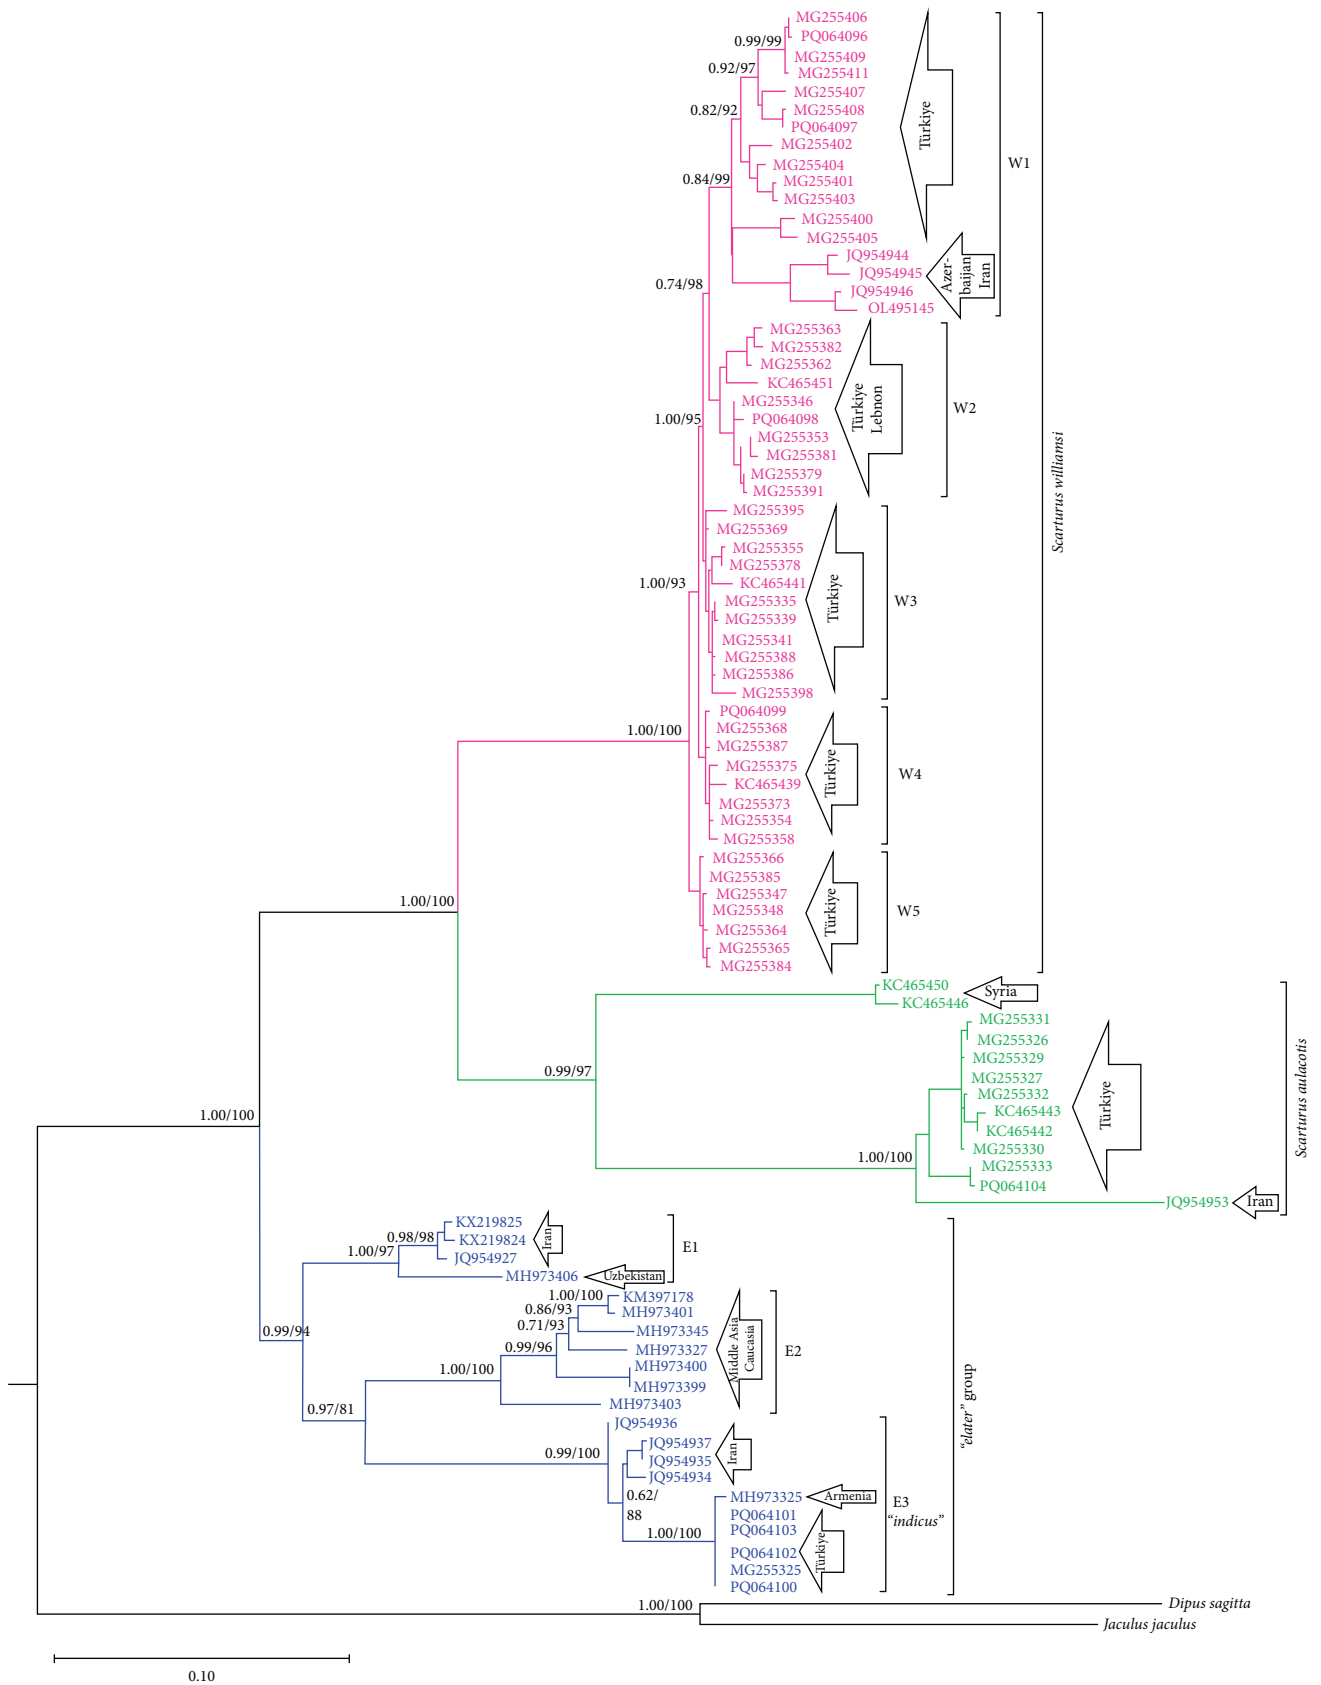 MG255406
PQ064096
0.99/99
MG255409
MG255411
0.92/97
MG255407
MG255408
PQ064097
0.82/92
MG255402
MG255404
MG255401
MG255403
0.84/99
MG255400
MG255405
Türkiye
W1
JQ954944
JQ954945
JQ954946
OL495145
Azer-
baijan
Iran
0.74/98
MG255363
MG255382
MG255362
KC465451
MG255346
PQ064098
MG255353
MG255381
MG255379
MG255391
Türkiye
Lebnon
W2
1.00/95
MG255395
MG255369
MG255355
MG255378
KC465441
MG255335
MG255339
MG255341
MG255388
MG255386
MG255398
Türkiye
W3
1.00/93
PQ064099
MG255368
MG255387
MG255375
KC465439
MG255373
MG255354
MG255358
Türkiye
W4
1.00/100
MG255366
MG255385
MG255347
MG255348
MG255364
MG255365
MG255384
Türkiye
W5
Scarturus williamsi
1.00/100
KC465450
KC465446
Syria
0.99/97
MG255331
MG255326
MG255329
MG255327
MG255332
KC465443
KC465442
MG255330
MG255333
PQ064104
Türkiye
1.00/100
JQ954953
Iran
Scarturus aulacotis
1.00/100
KX219825
KX219824
JQ954927
0.98/98
1.00/97
Iran
MH973406
Uzbekistan
E1
0.99/94
1.00/100
KM397178
MH973401
0.86/93
MH973345
0.71/93
MH973327
0.99/96
MH973400
MH973399
1.00/100
MH973403
Middle Asia
Caucasia
E2
0.97/81
JQ954936
JQ954937
JQ954935
JQ954934
Iran
0.99/100
0.62/
88
MH973325
Armenia
PQ064101
PQ064103
1.00/100
PQ064102
MG255325
PQ064100
Türkiye
E3
"indicus"
"elater" group
1.00/100
Dipus sagitta
Jaculus jaculus
0.10